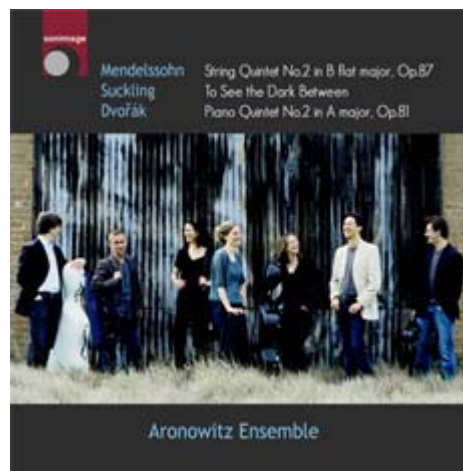 sonimage
Mendelssohn String Quintet No.2 in B flat major, Op.87
Suckling To See the Dark Between
Dvořák Piano Quintet No.2 in A major, Op.81
Aronowitz Ensemble